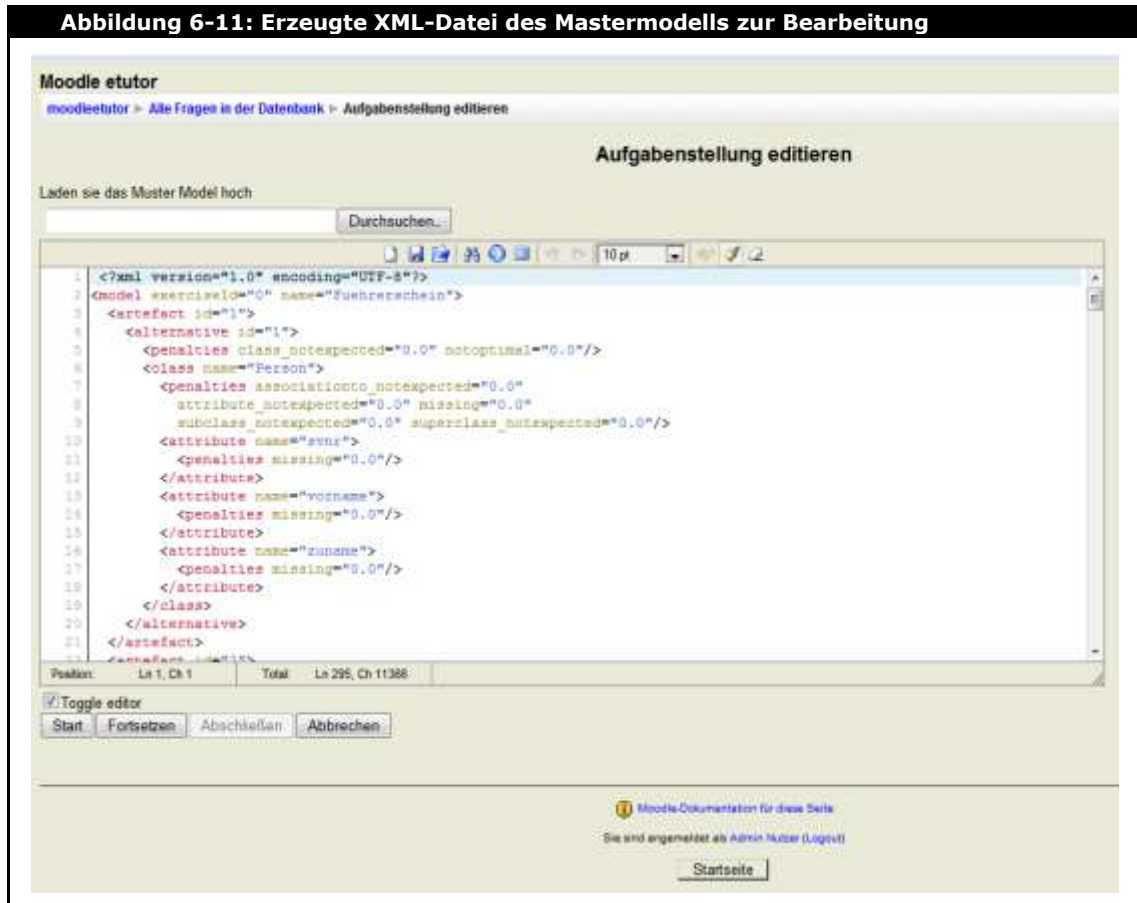 Abbildung 6-11: Erzeugte XML-Datei des Mastermodells zur Bearbeitung
Moodle etutor
moodleetutor ► Alle Fragen in der Datenbank ► Aufgabenstellung editieren
Aufgabenstellung editieren
Laden sie das Muster Model hoch
Durchsuchen..
10 pt
1 <?xml version="1.0" encoding="UTF-8"?>
2 <model exerciseId="0" name="fuehrerschein">
3 <artefact id="1">
4 <alternative id="1">
5 <penalties class_notexpected="0.0" notoptimal="0.0"/>
6 <class name="Person">
7 <penalties associationto_notexpected="0.0"
8 attribute_notexpected="0.0" missing="0.0"
9 subclass_notexpected="0.0" superclass_notexpected="0.0"/>
10 <attribute name="svnr">
11 <penalties missing="0.0"/>
12 </attribute>
13 <attribute name="vorname">
14 <penalties missing="0.0"/>
15 </attribute>
16 <attribute name="zuname">
17 <penalties missing="0.0"/>
18 </attribute>
19 </class>
20 </alternative>
21 </artefact>
Position: Ln 1, Ch 1 Total: Ln 295, Ch 11386
Toggle editor
Start Fortsetzen Abschließen Abbrechen
Moodle-Dokumentation für diese Seite
Sie sind angemeldet als Admin Nutzer (Logout)
Startseite